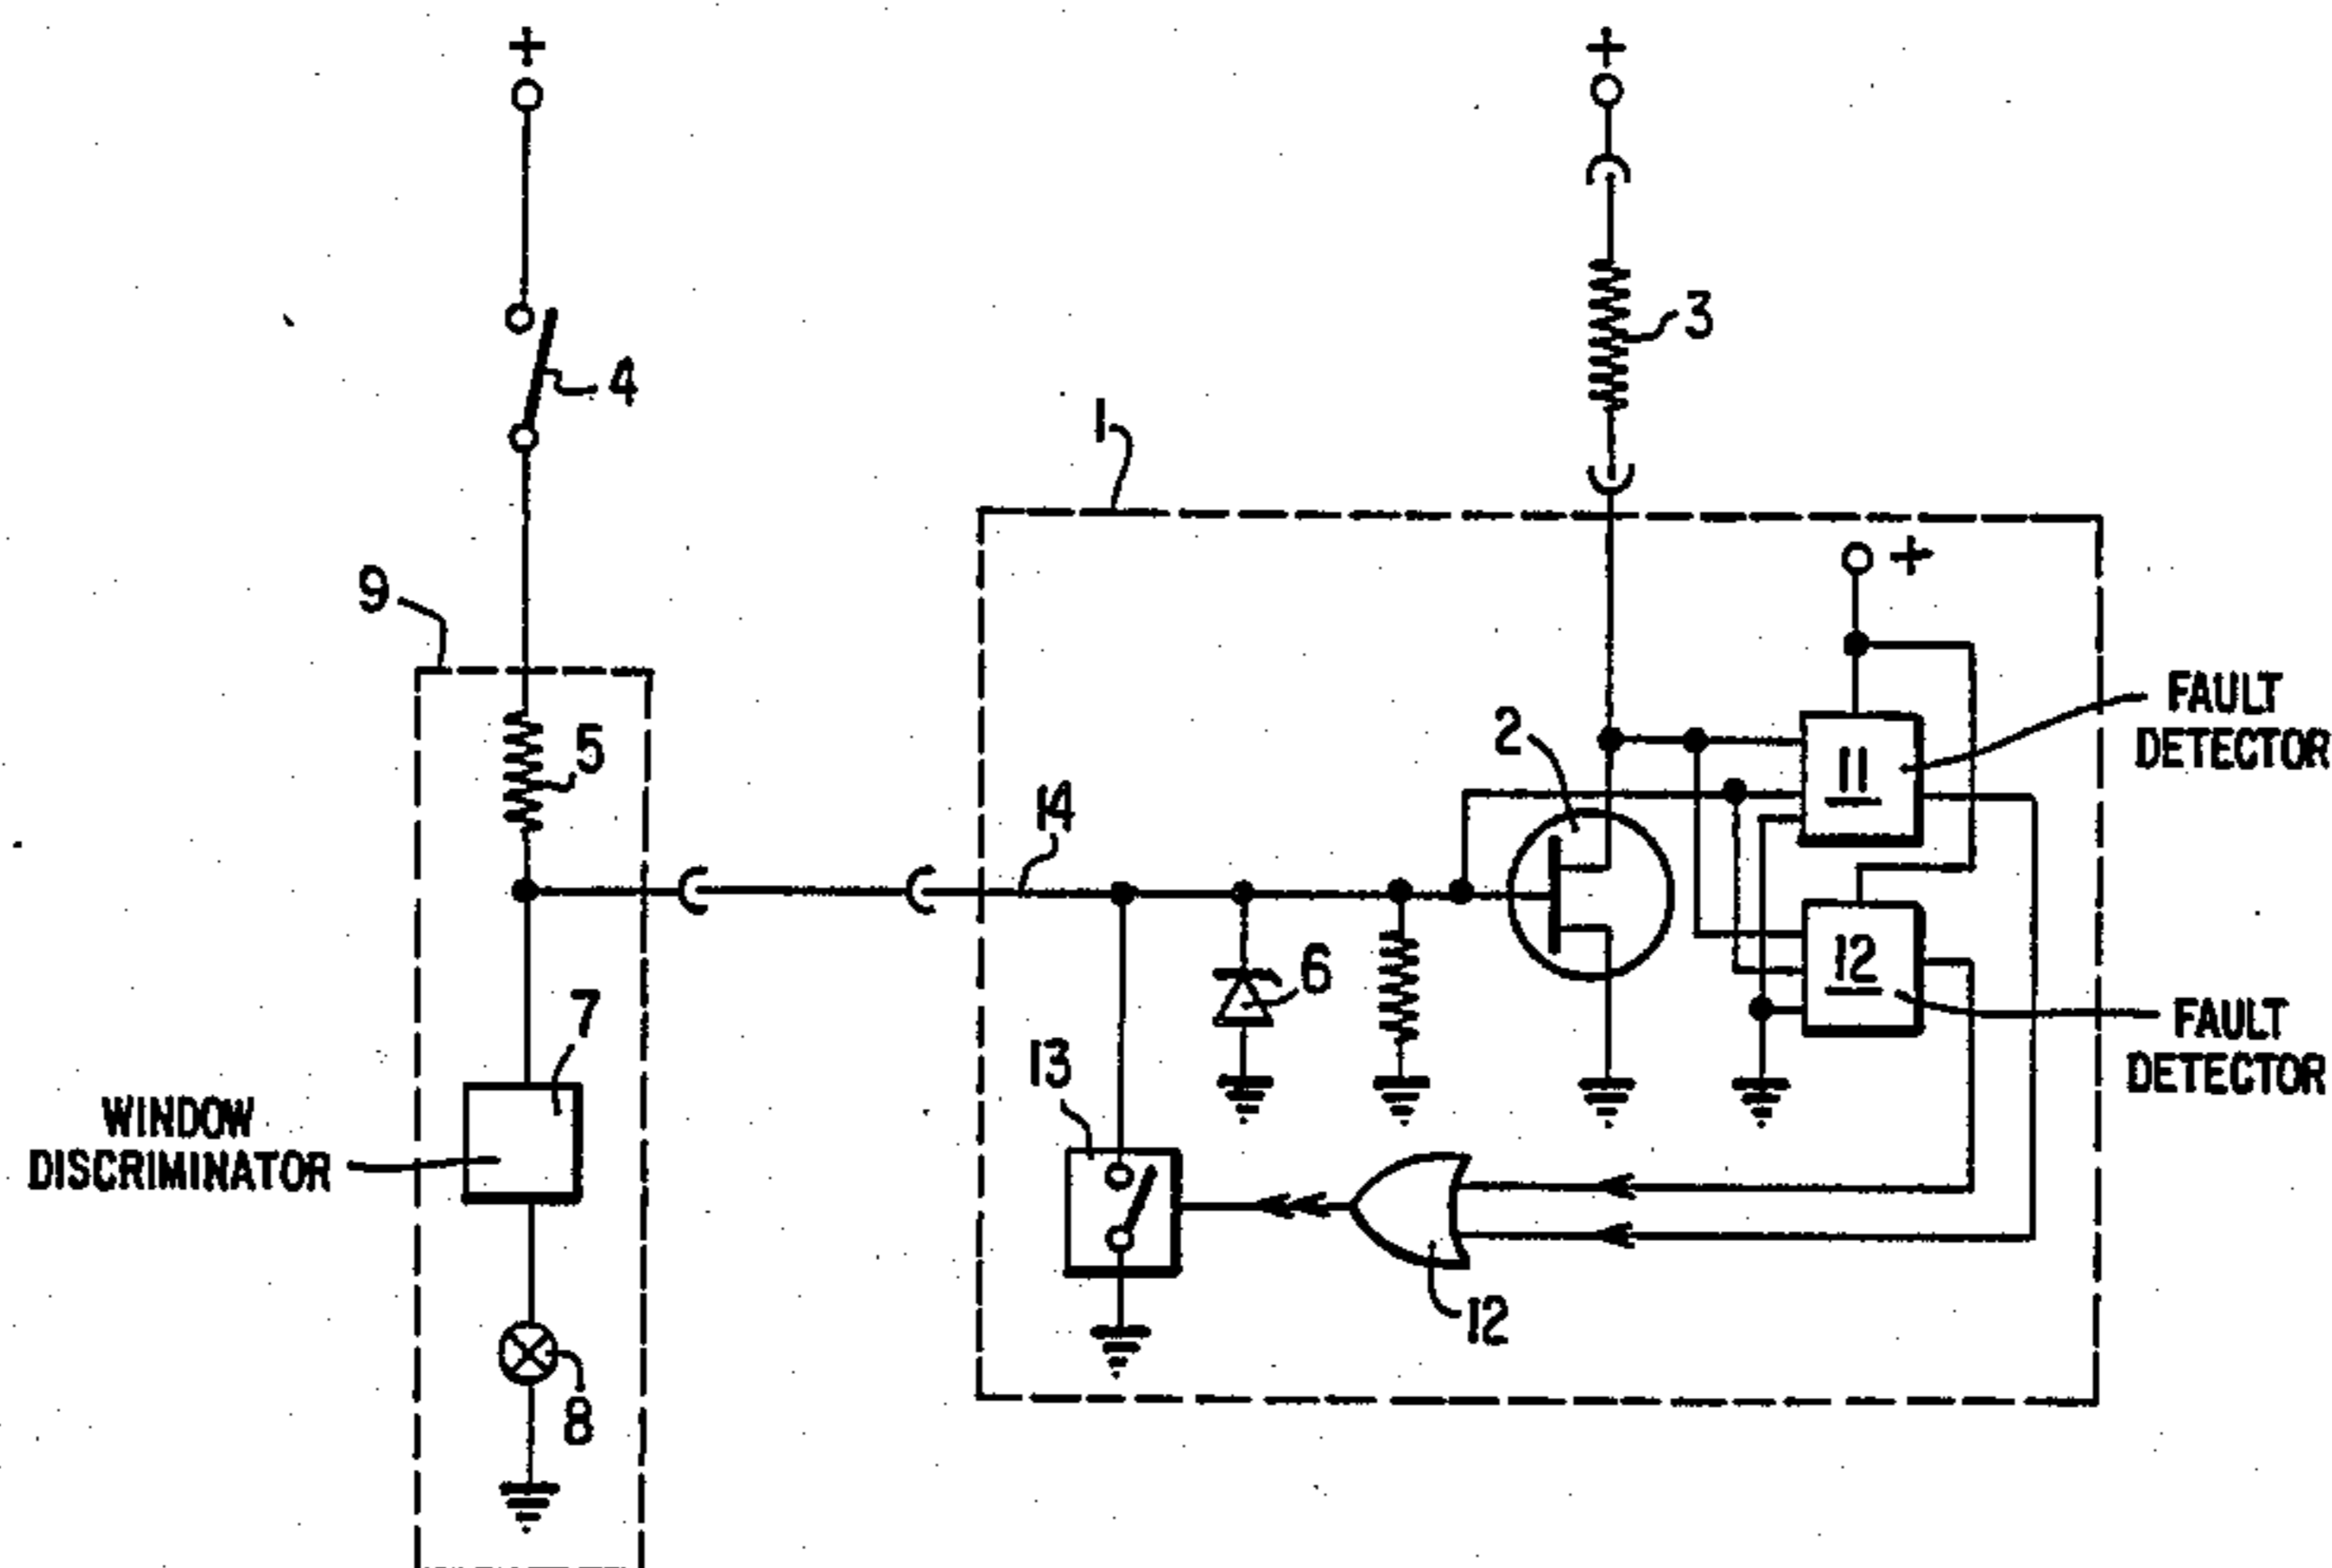 +
+
4
3
1
+
9
FAULT
DETECTOR
2
5
11
14
12
6
7
13
FAULT
DETECTOR
WINDOW
DISCRIMINATOR
12
8